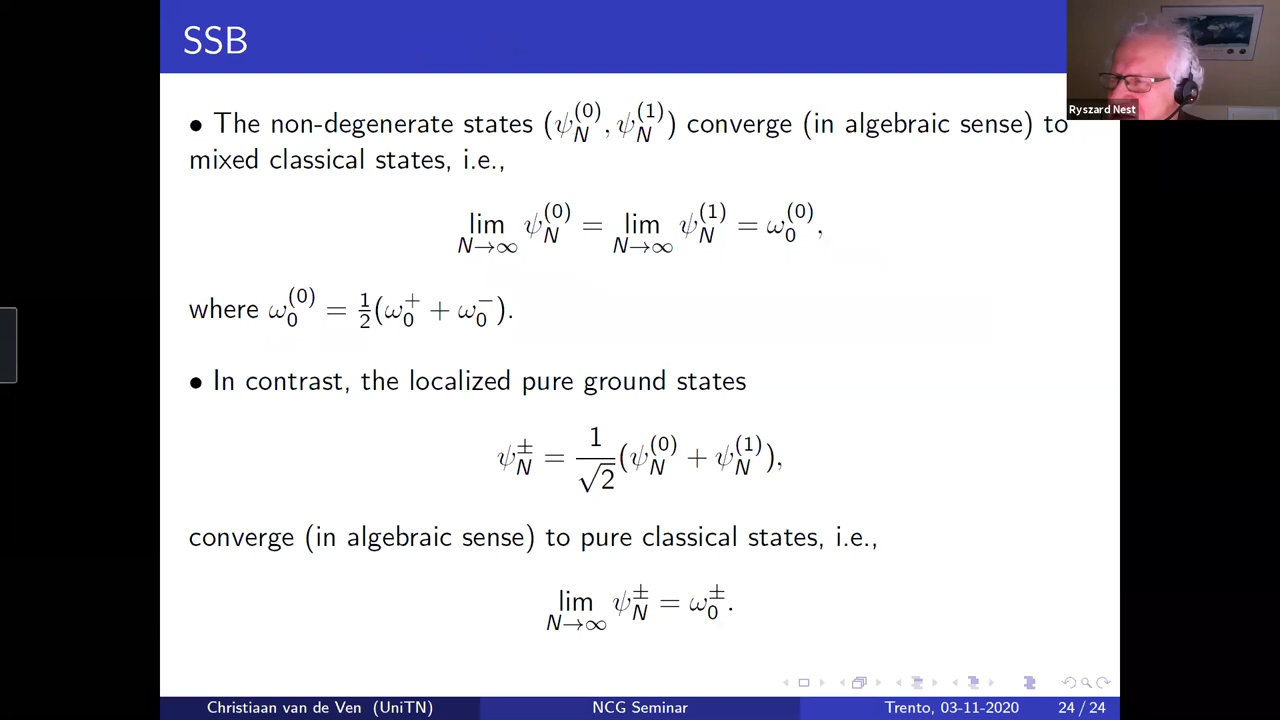 SSB
Ryszard Nest
• The non-degenerate states (ψ_N^{(0)}, ψ_N^{(1)}) converge (in algebraic sense) to
mixed classical states, i.e.,
lim_{N→∞} ψ_N^{(0)} = lim_{N→∞} ψ_N^{(1)} = ω_0^{(0)},
where ω_0^{(0)} = 1/2(ω_0^+ + ω_0^-).
• In contrast, the localized pure ground states
ψ_N^± = 1/√2 (ψ_N^{(0)} + ψ_N^{(1)}),
converge (in algebraic sense) to pure classical states, i.e.,
lim_{N→∞} ψ_N^± = ω_0^±.
Christiaan van de Ven (UniTN) NCG Seminar Trento, 03-11-2020 24 / 24